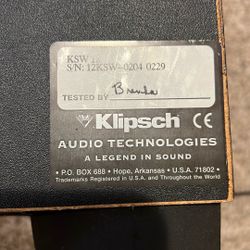 KSW
S/N: 12KSW-0204 0229
TESTED BY Brenda
Klipsch CE
AUDIO TECHNOLOGIES
A LEGEND IN SOUND
• P.O. BOX 688 • Hope, Arkansas • U.S.A. 71802 •
Trademarks Registered in U.S.A. and Throughout the World